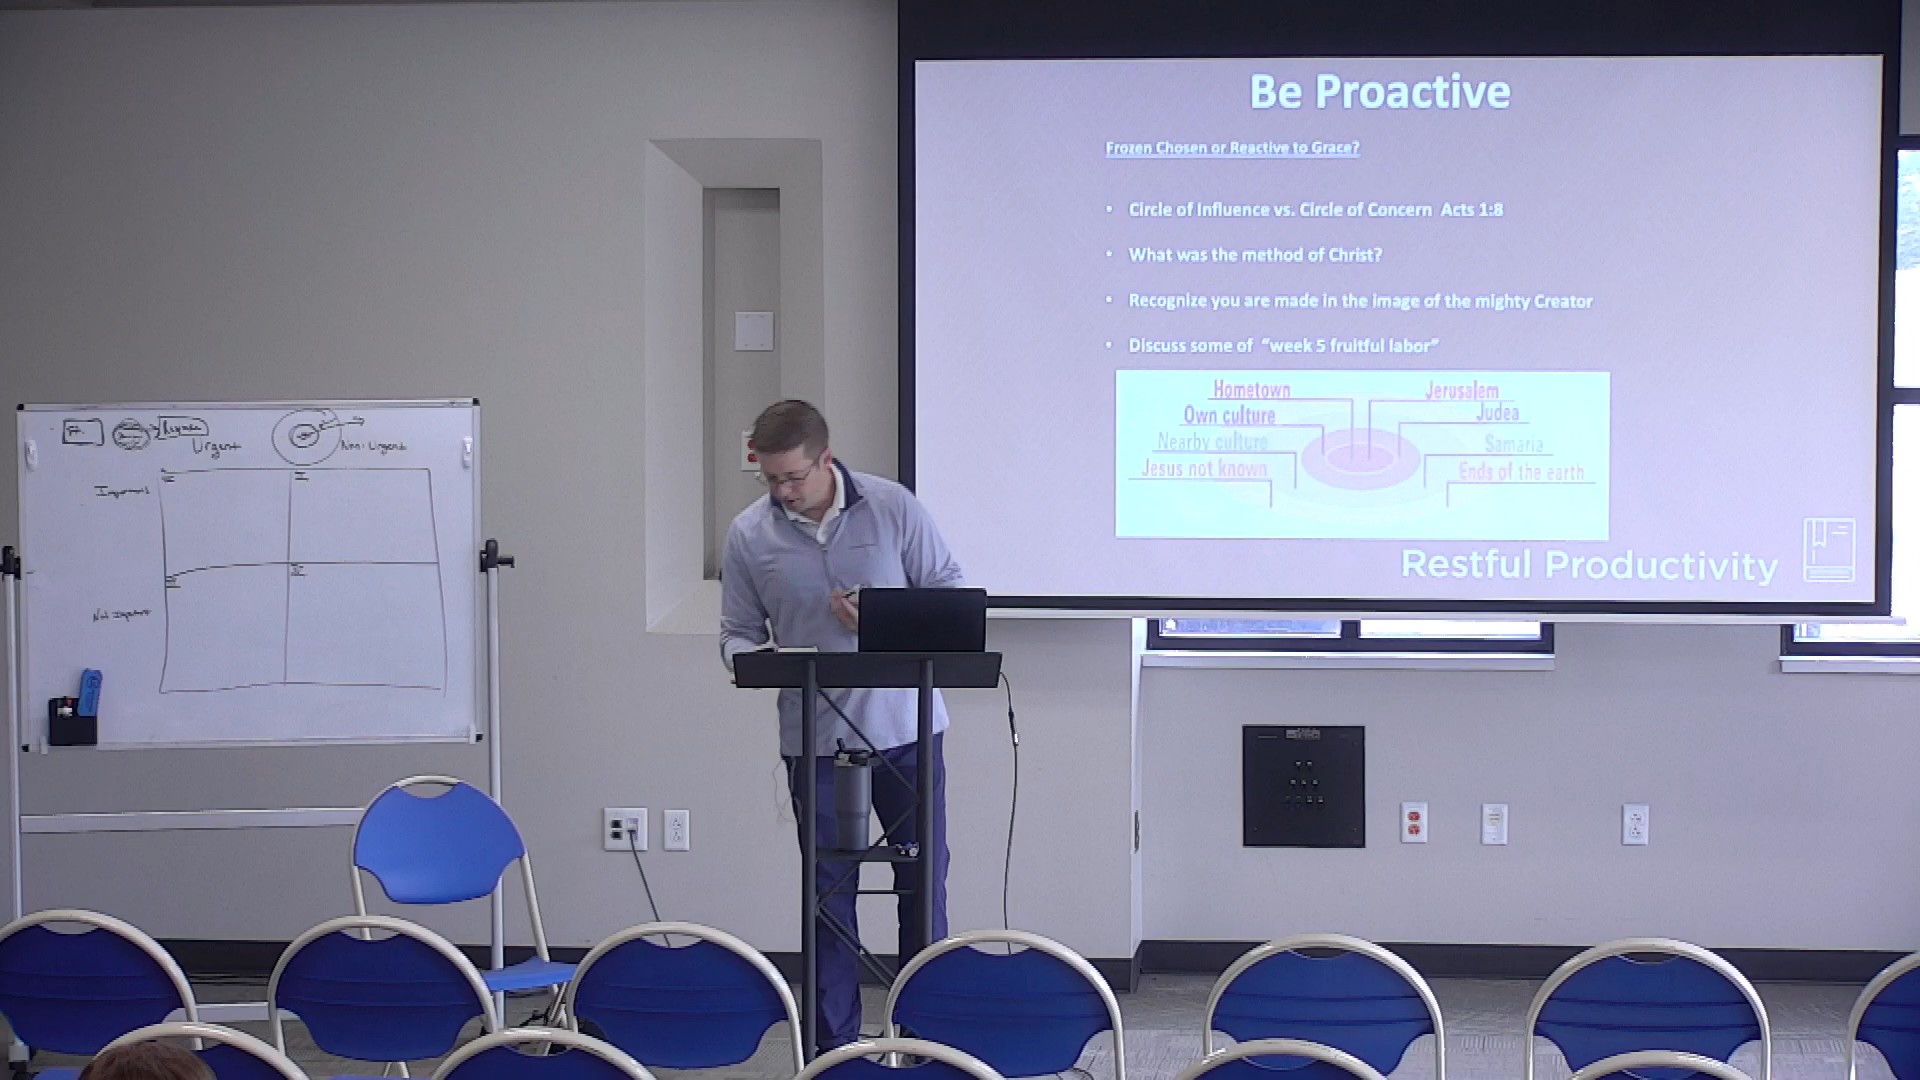 Be Proactive
Frozen Chosen or Reactive to Grace?
• Circle of Influence vs. Circle of Concern Acts 1:8
• What was the method of Christ?
• Recognize you are made in the image of the mighty Creator
• Discuss some of “week 5 fruitful labor”
Hometown Jerusalem
Own culture Judea
Nearby culture Samaria
Jesus not known Ends of the earth
Restful Productivity
Urgent Non-Urgent
Important
Not Important